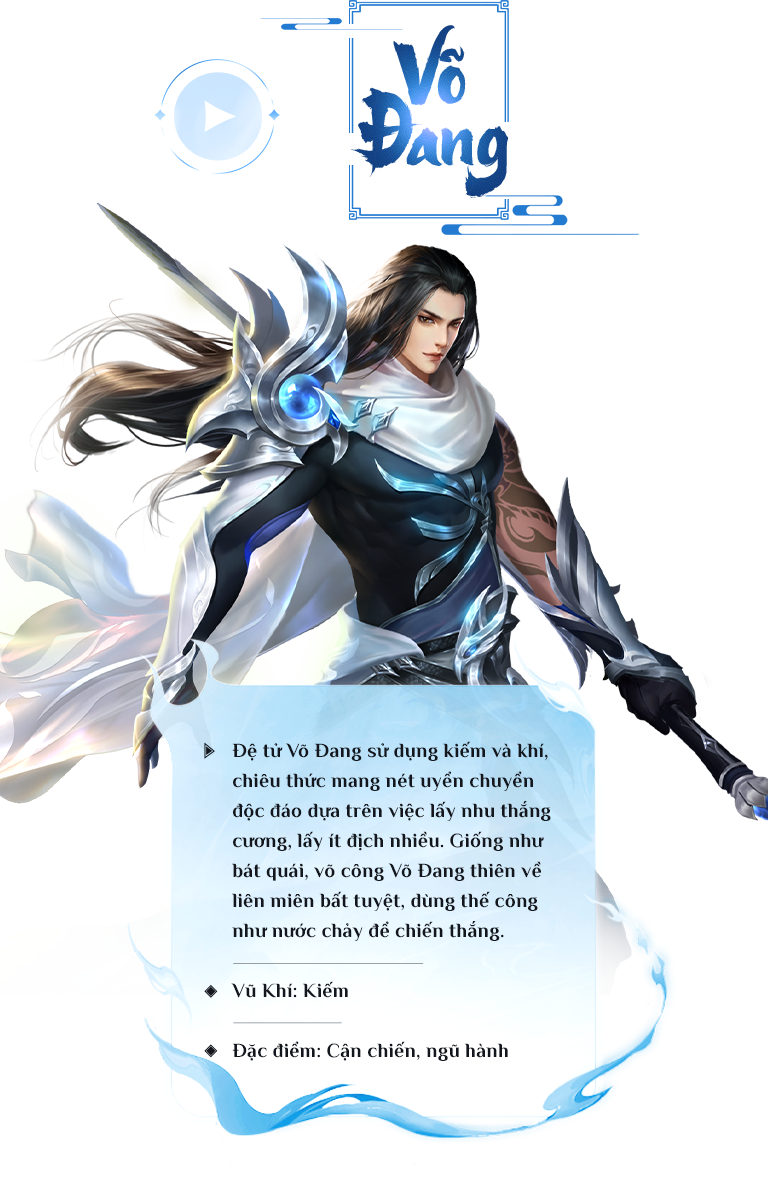 Võ
Đang
Đệ tử Võ Đang sử dụng kiếm và khí,
chiêu thức mang nét uyển chuyển
độc đáo dựa trên việc lấy nhu thắng
cương, lấy ít địch nhiều. Giống như
bát quái, võ công Võ Đang thiên về
liên miên bất tuyệt, dùng thế công
như nước chảy để chiến thắng.
Vũ Khí: Kiếm
Đặc điểm: Cận chiến, ngũ hành